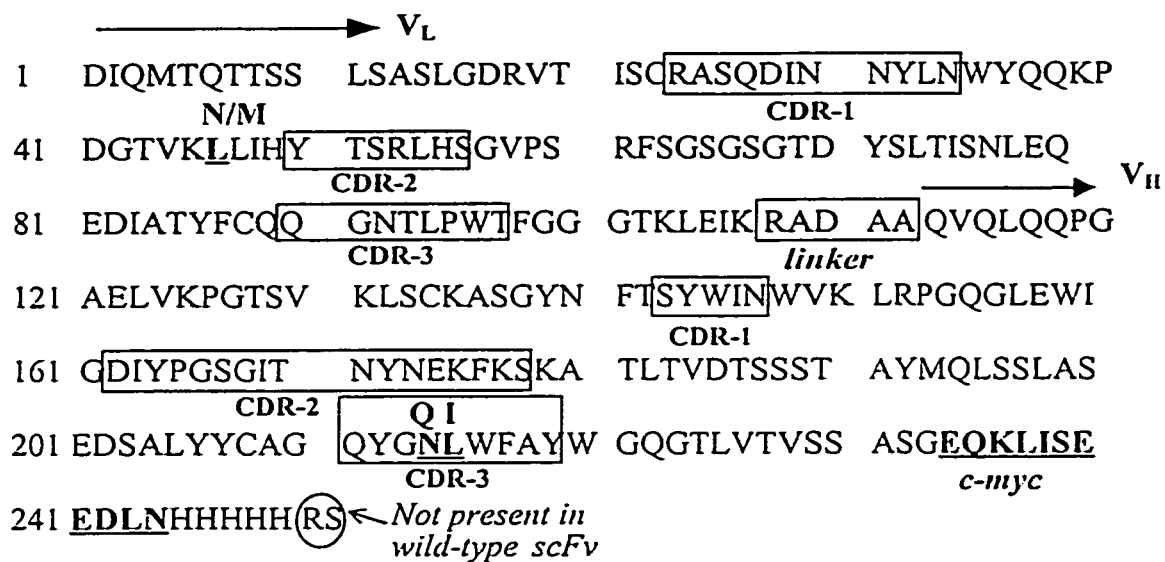 V_L
1 DIQMTQTTSS LSASLGDRVT ISCRASQDIN NYLNWYQQKP
N/M CDR-1
41 DGTVKLLIHY TSRLHSGVPS RFSGSGSGTD YSLTISNLEQ
CDR-2 V_H
81 EDIATYFCQQ GNTLPWTFGG GTKLEIKRAD AAQVQLQQPG
CDR-3 linker
121 AELVKPGTSV KLSCKASGYN FTSYWINWVK LRPGQGLEWI
CDR-1
161 GDIYPGSGIT NYNEKFKSKA TLTVDTSSST AYMQLSSLAS
CDR-2 Q I
201 EDSALYYCAG QYGNLWFAYW GQGTLVTVSS ASGEQKLISE
CDR-3 c-myc
241 EDLNHHHHHH RS Not present in
wild-type scFv